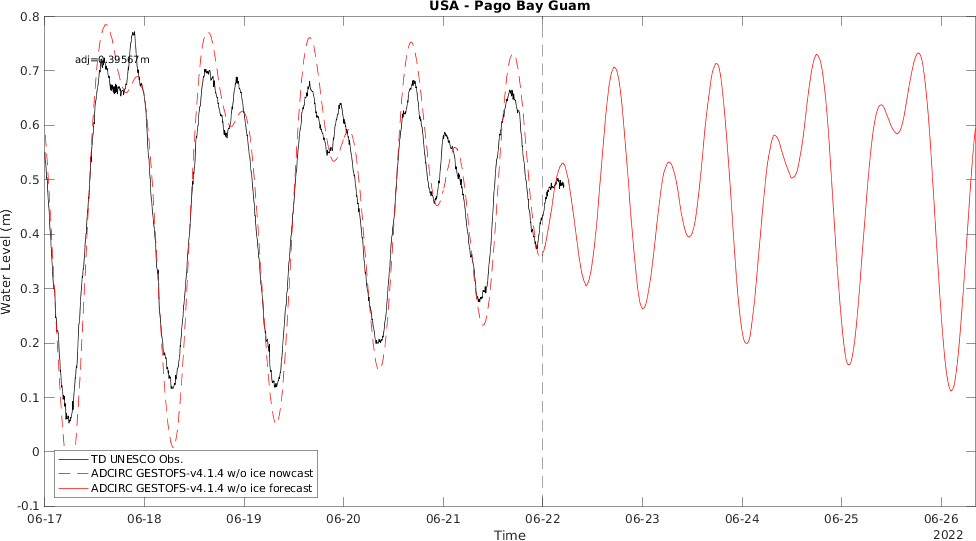 USA - Pago Bay Guam
0.8
adj=0.39567m
0.7
0.6
0.5
0.4
0.3
0.2
0.1
0
-0.1
Water Level (m)
TD UNESCO Obs.
ADCIRC GESTOFS-v4.1.4 w/o ice nowcast
ADCIRC GESTOFS-v4.1.4 w/o ice forecast
06-17 06-18 06-19 06-20 06-21 06-22 06-23 06-24 06-25 06-26
Time
2022